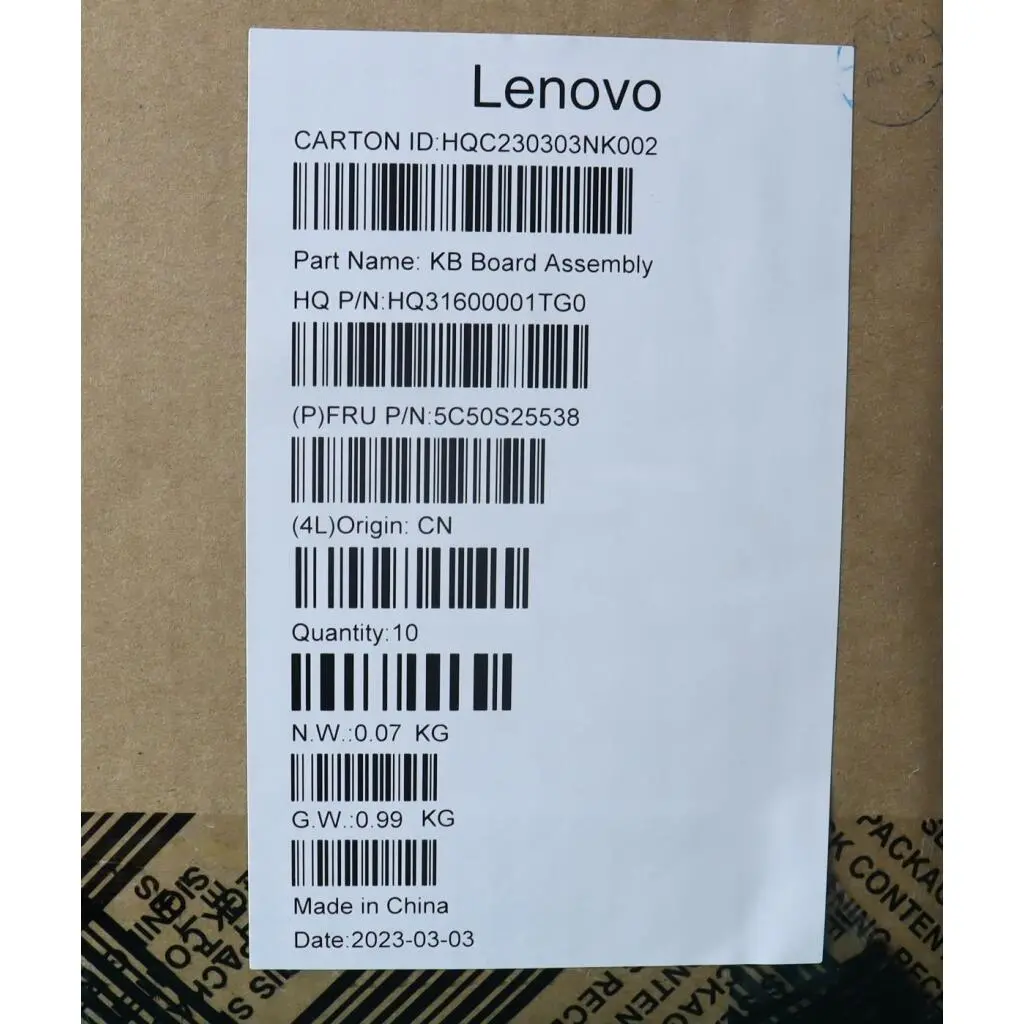 Lenovo
CARTON ID:HQC230303NK002
Part Name: KB Board Assembly
HQ P/N:HQ31600001TG0
(P)FRU P/N:5C50S25538
(4L)Origin: CN
Quantity:10
N.W.:0.07 KG
G.W.:0.99 KG
Made in China
Date:2023-03-03